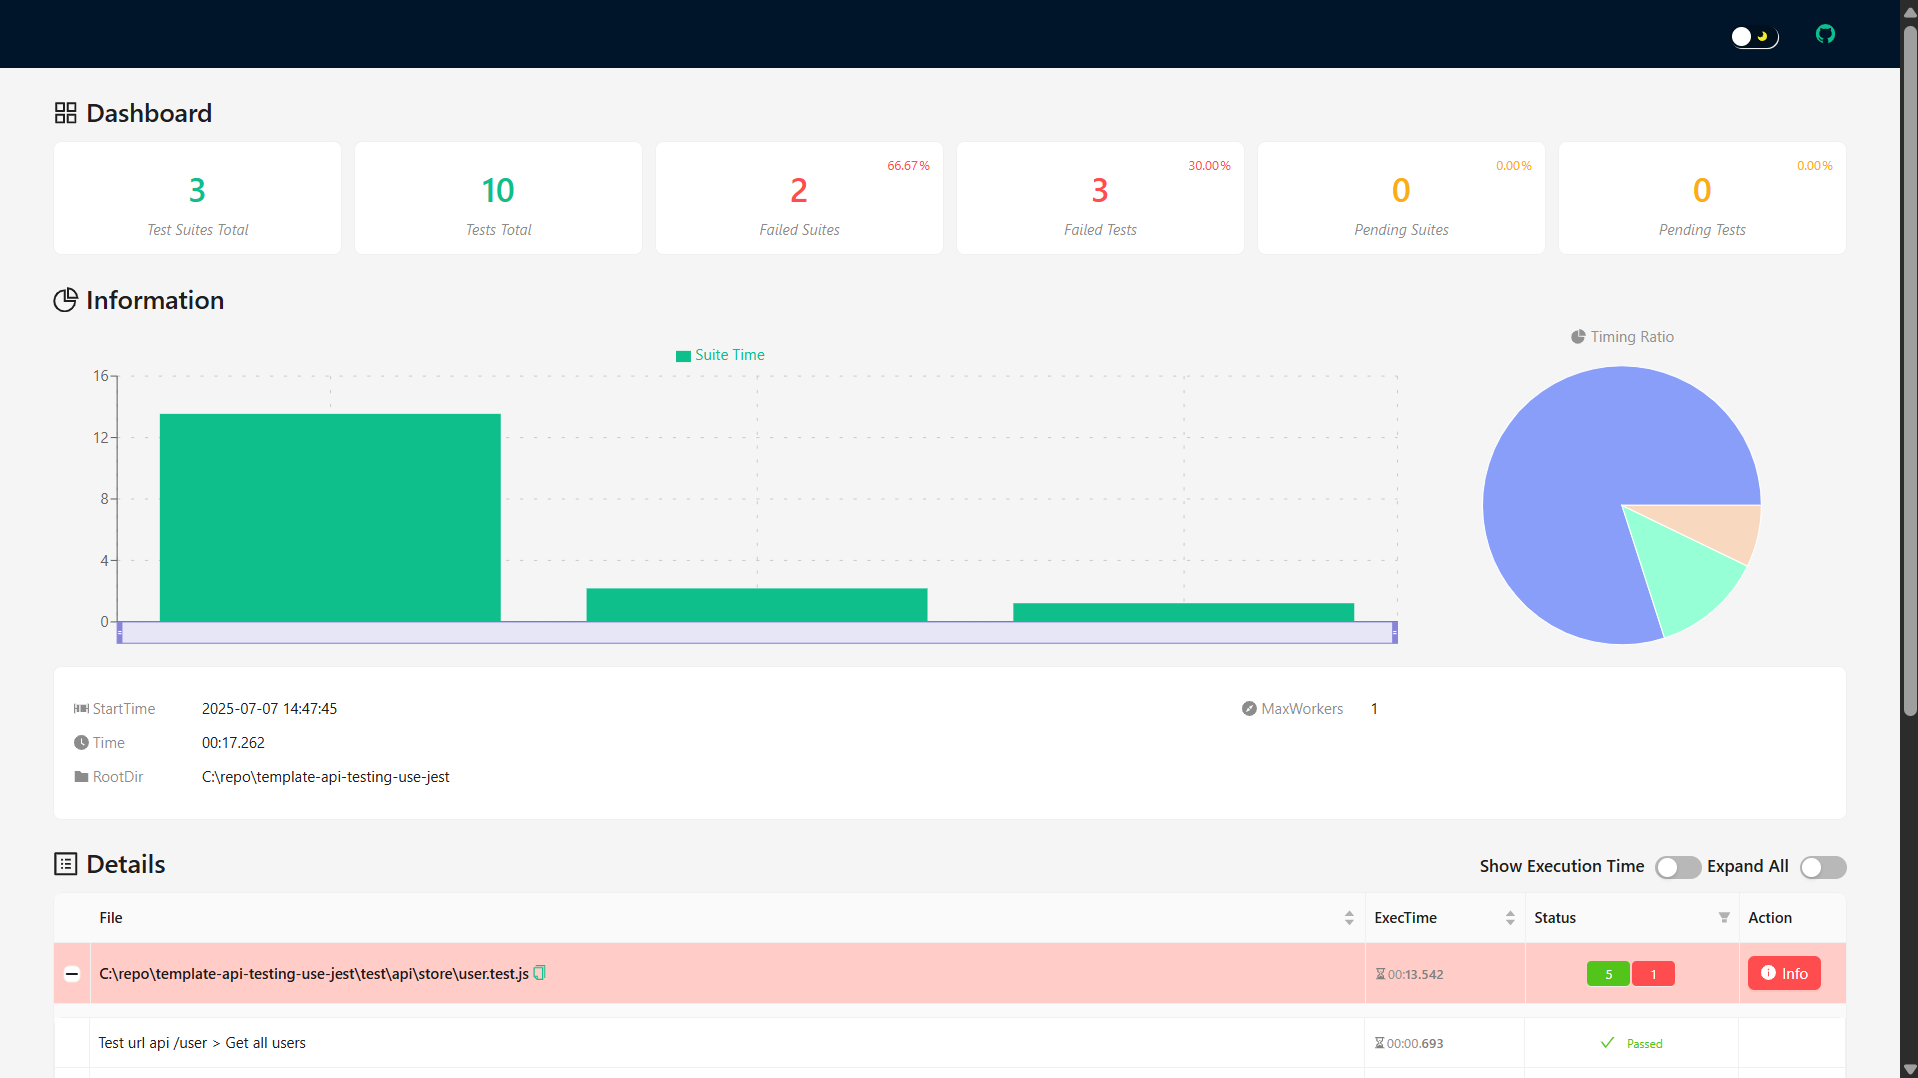 Dashboard
3
Test Suites Total
10
Tests Total
66.67%
2
Failed Suites
30.00%
3
Failed Tests
0.00%
0
Pending Suites
0.00%
0
Pending Tests
Information
Suite Time
16
12
8
4
0
Timing Ratio
StartTime 2025-07-07 14:47:45
MaxWorkers 1
Time 00:17.262
RootDir C:\repo\template-api-testing-use-jest
Details
Show Execution Time Expand All
File ExecTime Status Action
C:\repo\template-api-testing-use-jest\test\api\store\user.test.js 00:13.542 5 1 Info
Test url api /user > Get all users 00:00.693 Passed